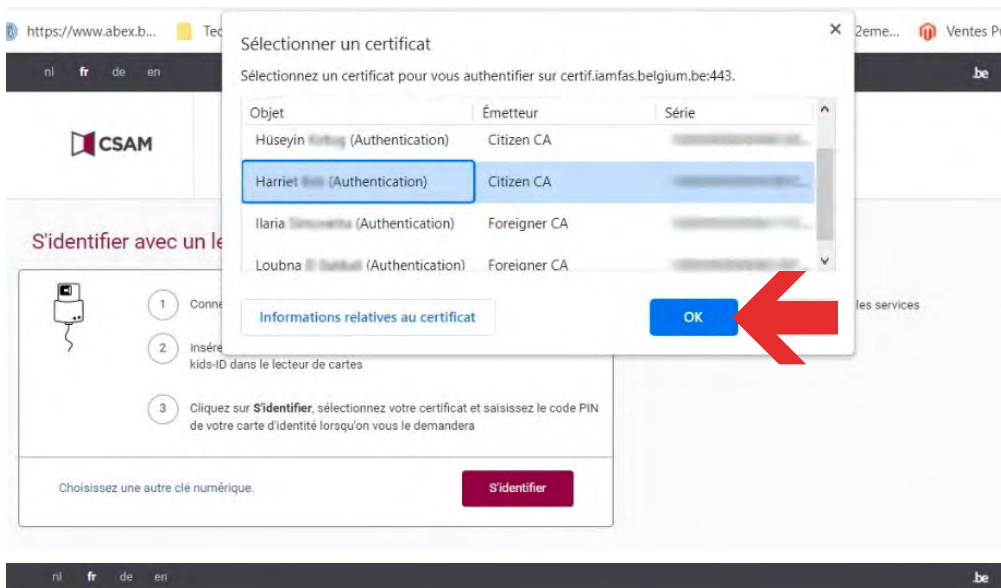 https://www.abex.b...
Tec
2eme...
Ventes P
nl fr de en
.be
CSAM
Sélectionner un certificat
Sélectionnez un certificat pour vous authentifier sur certif.iamfas.belgium.be:443.
Objet Émetteur Série
Hüseyin (Authentication) Citizen CA
Harriet (Authentication) Citizen CA
Ilaria (Authentication) Foreigner CA
Loubna (Authentication) Foreigner CA
Informations relatives au certificat
OK
S'identifier avec un le
1 Conne
les services
2 Insére
kids-ID dans le lecteur de cartes
3 Cliquez sur S'identifier, sélectionnez votre certificat et saisissez le code PIN
de votre carte d'identité lorsqu'on vous le demandera
Choisissez une autre clé numérique.
S'identifier
nl fr de en
.be